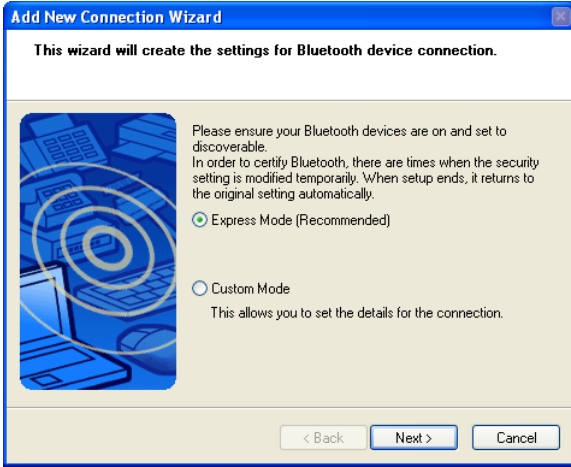 Add New Connection Wizard
This wizard will create the settings for Bluetooth device connection.
Please ensure your Bluetooth devices are on and set to
discoverable.
In order to certify Bluetooth, there are times when the security
setting is modified temporarily. When setup ends, it returns to
the original setting automatically.
Express Mode (Recommended)
Custom Mode
This allows you to set the details for the connection.
< Back Next > Cancel